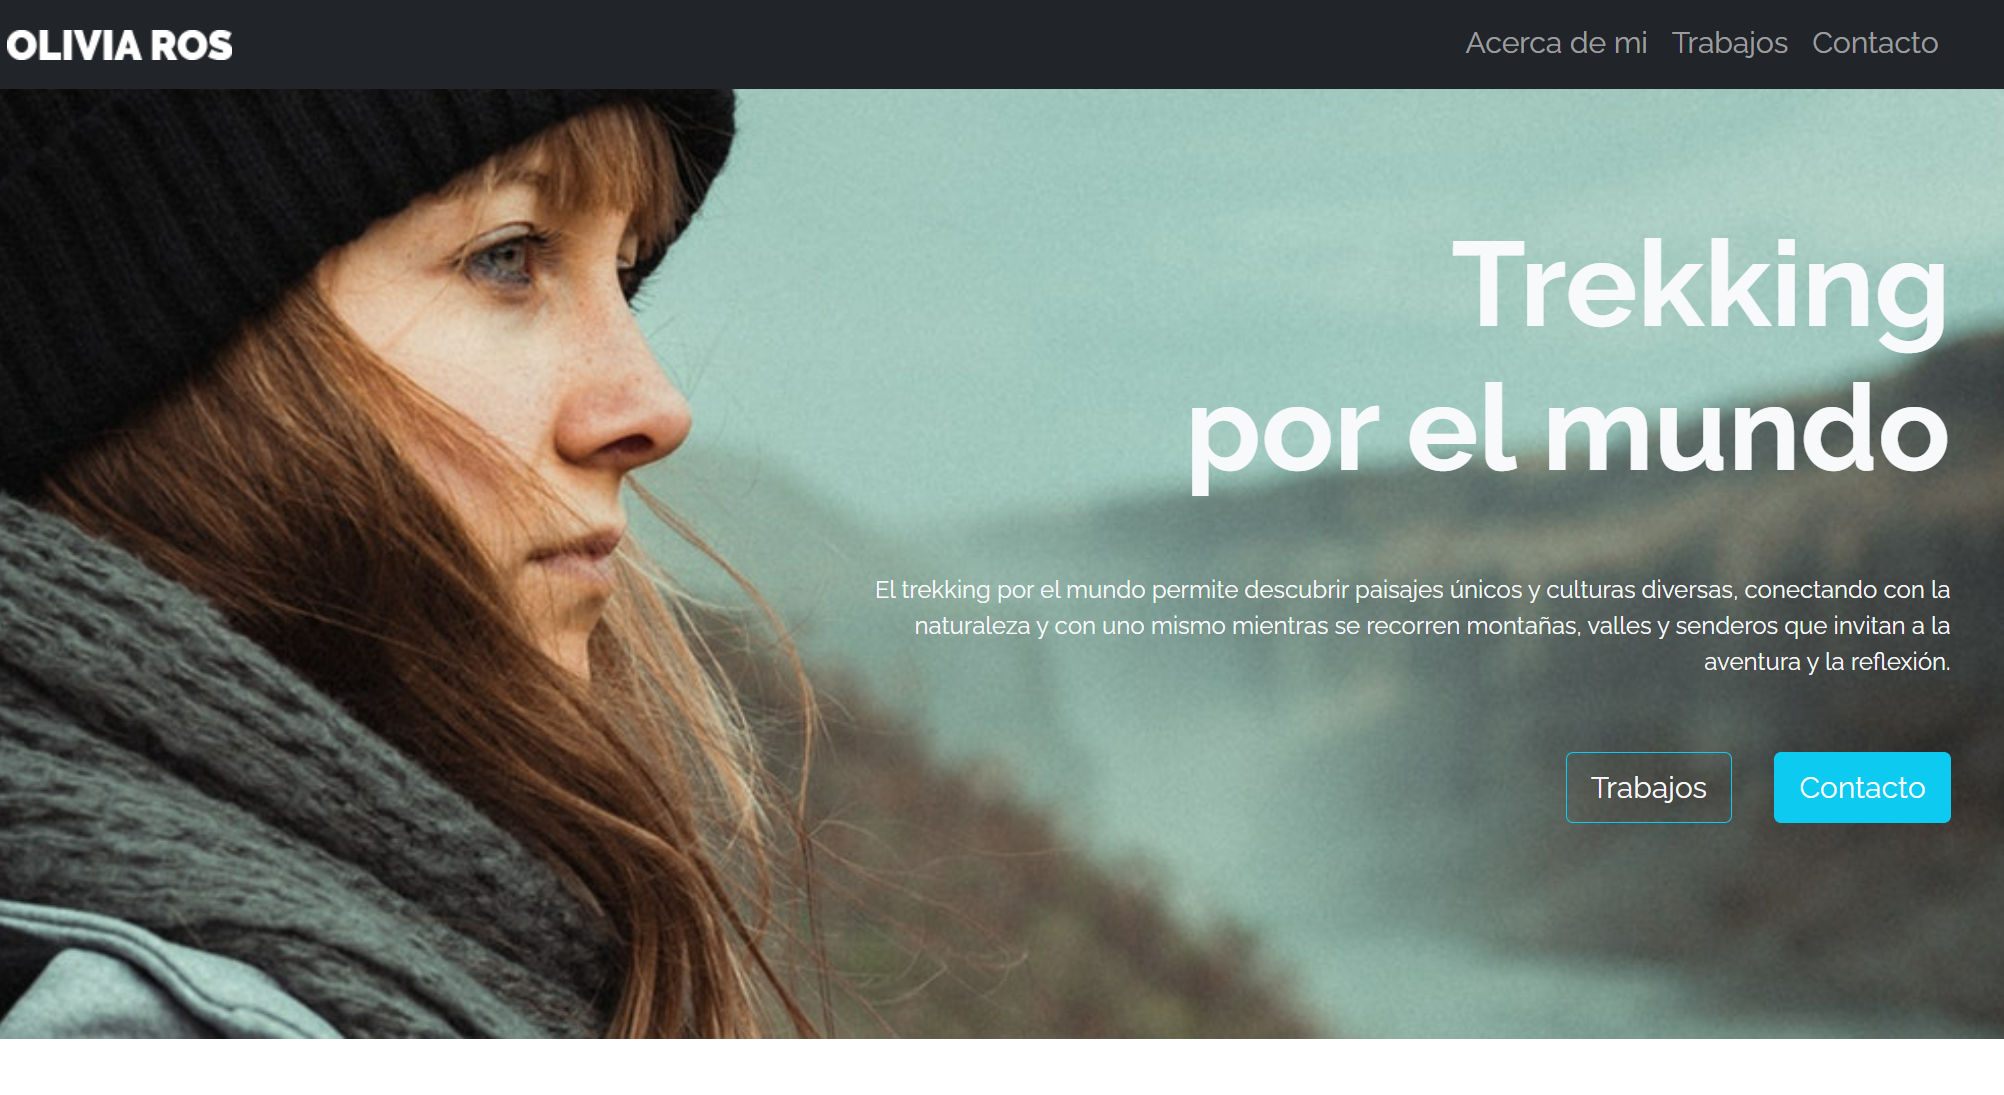 OLIVIA ROS
Acerca de mi Trabajos Contacto
Trekking
por el mundo
El trekking por el mundo permite descubrir paisajes únicos y culturas diversas, conectando con la
naturaleza y con uno mismo mientras se recorren montañas, valles y senderos que invitan a la
aventura y la reflexión.
Trabajos Contacto